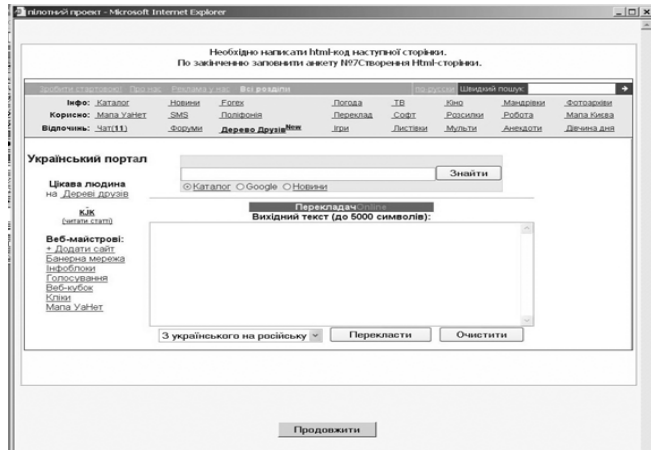 пілотний проект - Microsoft Internet Explorer
Необхідно написати html-код наступної сторінки.
По закінченню заповнити анкету №7Створення Html-сторінки.
Зробити стартовою! Про нас Реклама у нас Всі розділи по-русски Швидкий пошук:
Інфо: Каталог Новини Forex Погода ТВ Кіно Мандрівки Фотоархіви
Корисно: Мапа УаНет SMS Поліфонія Переклад Софт Розсилки Робота Мапа Києва
Відпочинь: Чат(11) Форуми Дерево Друзів New Ігри Листівки Мульти Анекдоти Дівчина дня
Український портал
Знайти
Каталог Google Новини
Цікава людина
на Дереві друзів
КЈК
(читати статті)
ПерекладачOnline
Вихідний текст (до 5000 символів):
Веб-майстрові:
+ Додати сайт
Банерна мережа
Інфоблоки
Голосування
Веб-кубок
Кліки
Мапа УаНет
З українського на російську Перекласти Очистити
Продовжити